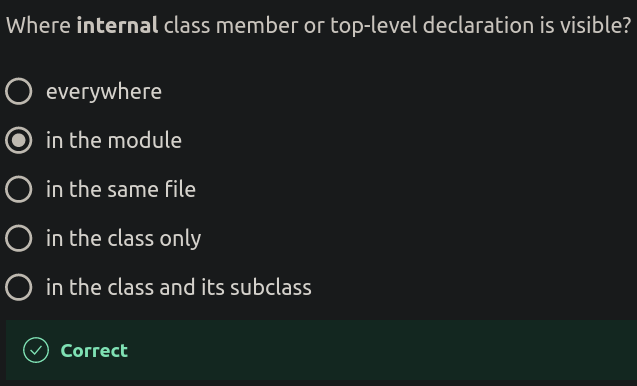 Where internal class member or top-level declaration is visible?
everywhere
in the module
in the same file
in the class only
in the class and its subclass
Correct